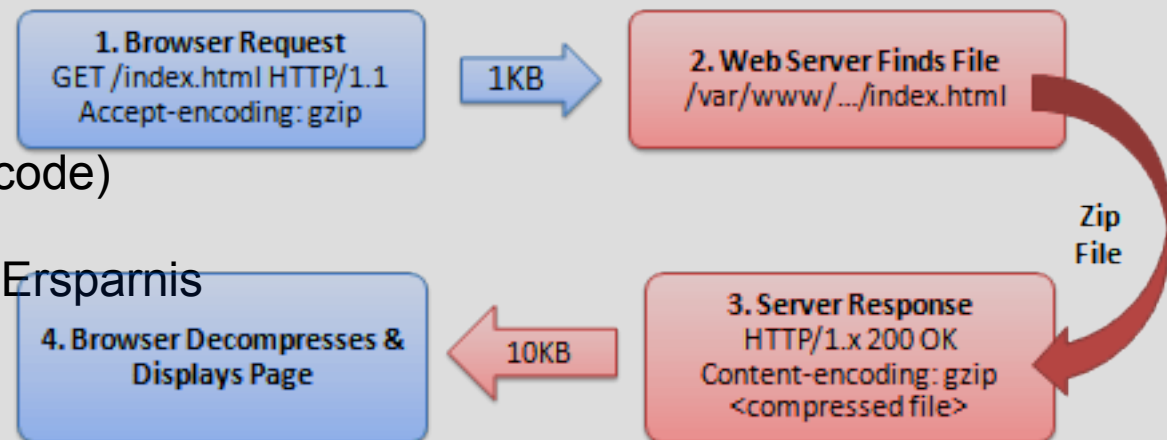 1. Browser Request
GET /index.html HTTP/1.1
Accept-encoding: gzip
1KB
2. Web Server Finds File
/var/www/.../index.html
code)
Zip
File
Ersparnis
3. Server Response
HTTP/1.x 200 OK
Content-encoding: gzip
<compressed file>
10KB
4. Browser Decompresses &
Displays Page